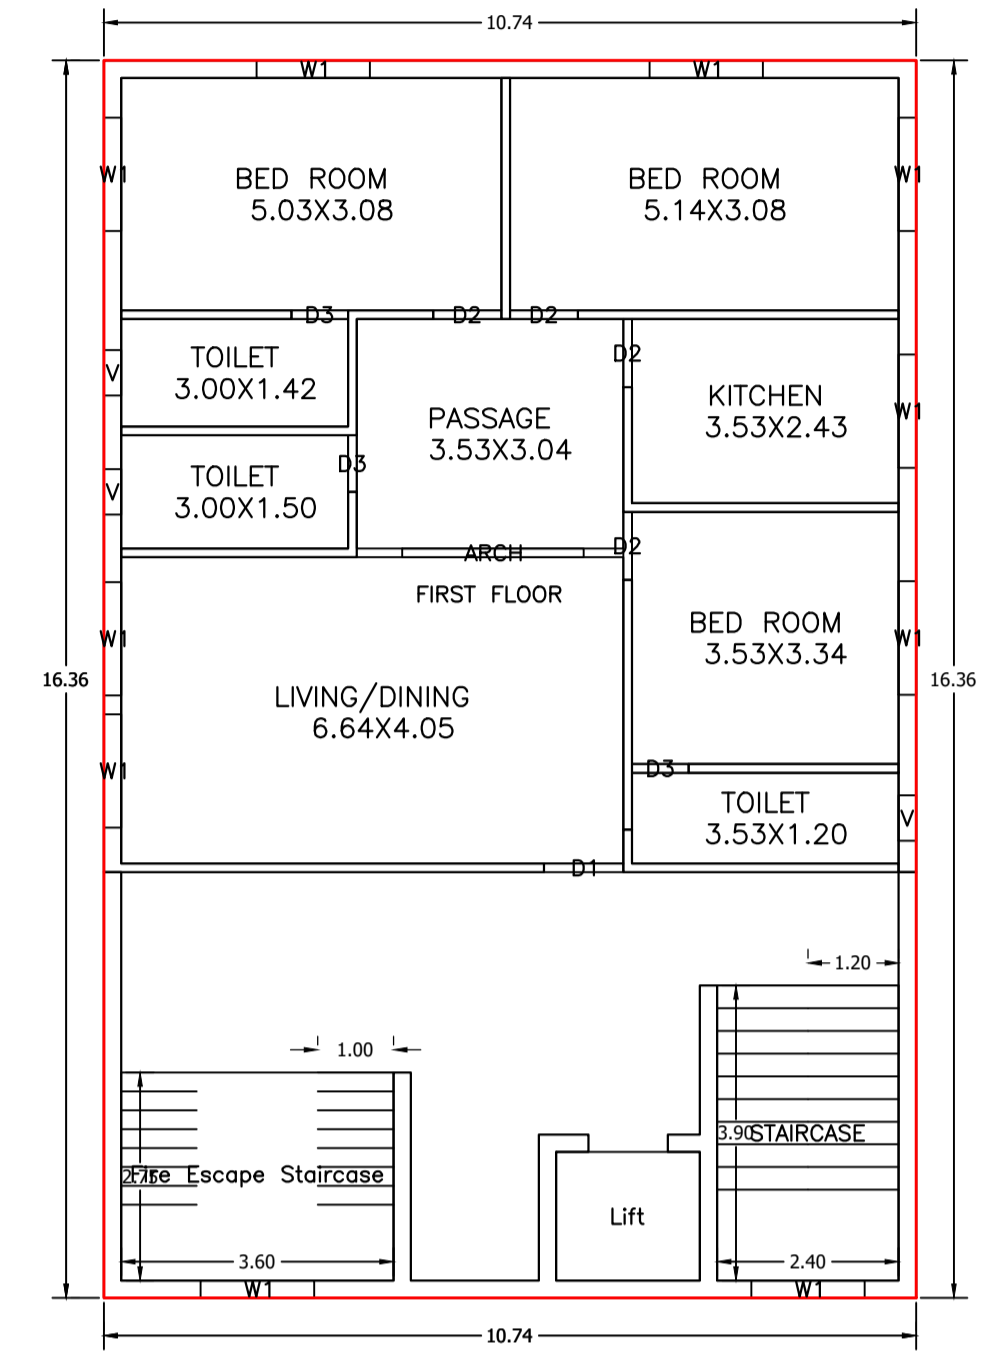 10.74
W1
W1
W1
W1
BED ROOM
5.03X3.08
BED ROOM
5.14X3.08
D3
D2
D2
D2
TOILET
3.00X1.42
V
KITCHEN
3.53X2.43
W1
PASSAGE
3.53X3.04
D3
TOILET
3.00X1.50
V
ARCH
D2
FIRST FLOOR
W1
BED ROOM
3.53X3.34
W1
16.36
16.36
LIVING/DINING
6.64X4.05
W1
D3
TOILET
3.53X1.20
V
D1
1.20
1.00
3.90
STAIRCASE
2.75
Fire Escape Staircase
Lift
3.60
2.40
W1
W1
10.74